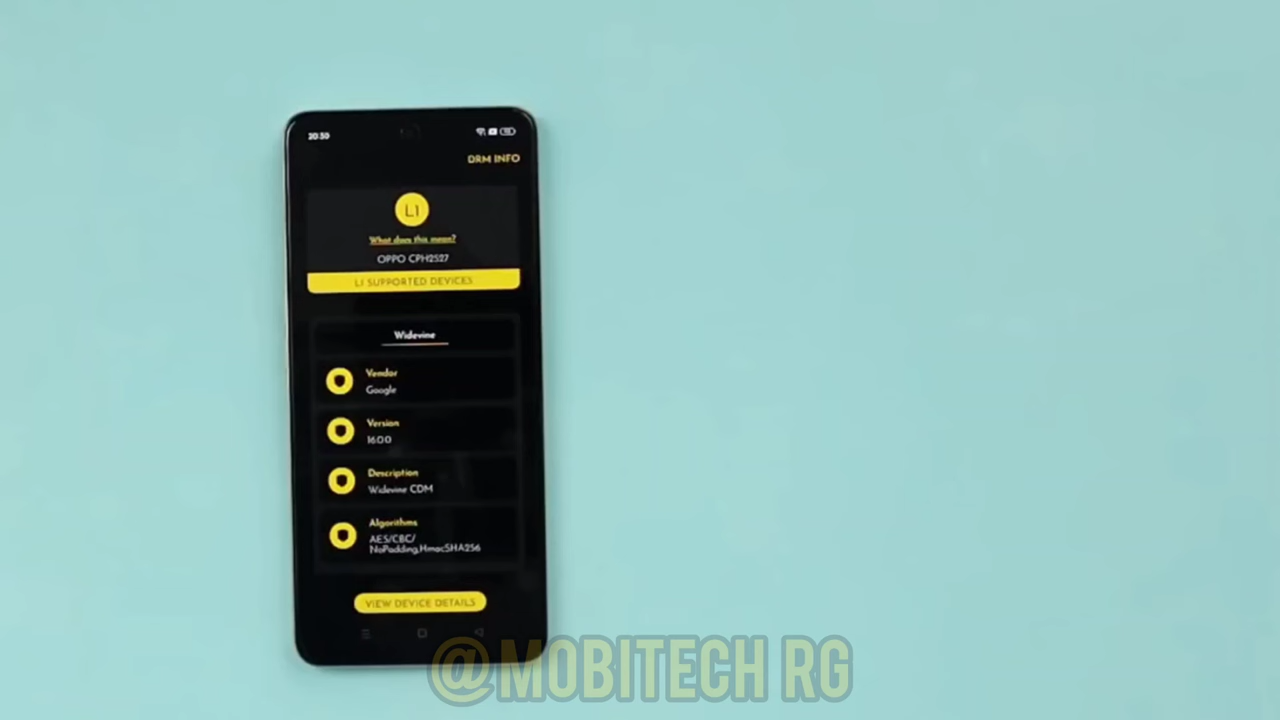 20:50
DRM INFO
L1
What does this mean?
OPPO CPH2527
L1 SUPPORTED DEVICES
Widevine
Vendor
Google
Version
16.0.0
Description
Widevine CDM
Algorithms
AES/CBC/
NoPadding,HmacSHA256
VIEW DEVICE DETAILS
@MOBITECH RG